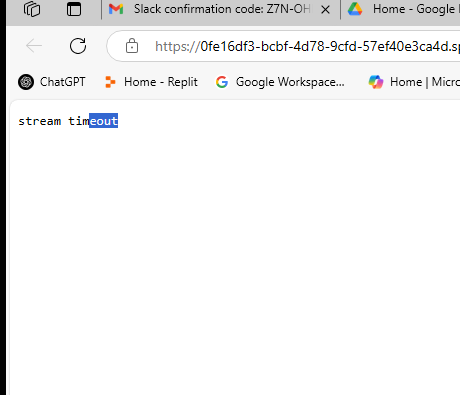 Slack confirmation code: Z7N-OH
Home - Google
https://0fe16df3-bcbf-4d78-9cfd-57ef40e3ca4d.sp
ChatGPT
Home - Replit
Google Workspace...
Home | Micro
stream timeout